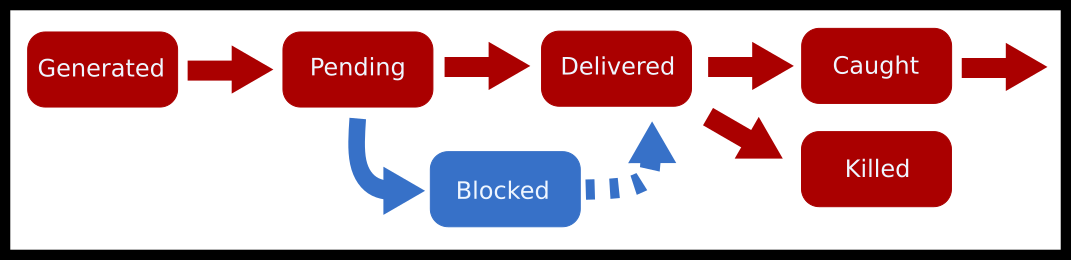 Generated
Pending
Delivered
Caught
Killed
Blocked